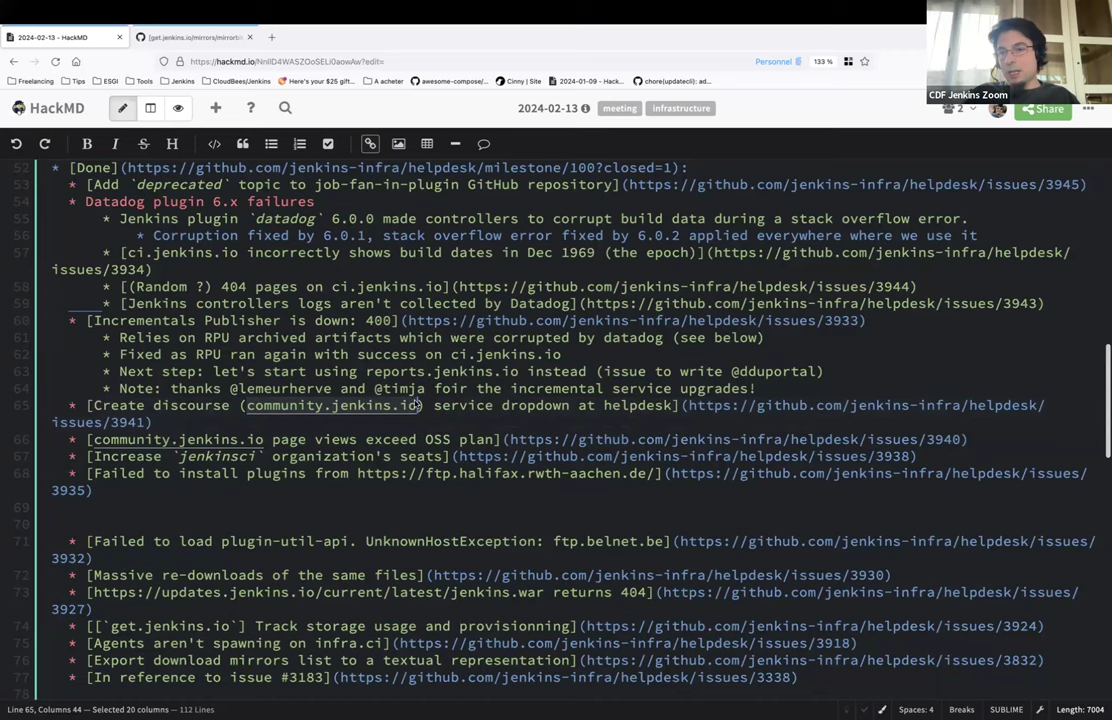 2024-02-13 - HackMD
[get.jenkins.io/mirrors/mirrorbi
https://hackmd.io/NnllD4WASZOoSELi0aowAw?edit=
Personnel
133 %
Freelancing
Tips
ESGI
Tools
Jenkins
CloudBees/Jenkins
Here's your $25 gift...
A acheter
awesome-compose/...
Cinny | Site
2024-01-09 - Hack...
chore(updatecli): ad...
CDF Jenkins Zoom
HackMD
2024-02-13
meeting
infrastructure
2
Share
52 * [Done](https://github.com/jenkins-infra/helpdesk/milestone/100?closed=1):
53 * [Add `deprecated` topic to job-fan-in-plugin GitHub repository](https://github.com/jenkins-infra/helpdesk/issues/3945)
54 * Datadog plugin 6.x failures
55 * Jenkins plugin `datadog` 6.0.0 made controllers to corrupt build data during a stack overflow error.
56 * Corruption fixed by 6.0.1, stack overflow error fixed by 6.0.2 applied everywhere where we use it
57 * [ci.jenkins.io incorrectly shows build dates in Dec 1969 (the epoch)](https://github.com/jenkins-infra/helpdesk/
issues/3934)
58 * [(Random ?) 404 pages on ci.jenkins.io](https://github.com/jenkins-infra/helpdesk/issues/3944)
59 * [Jenkins controllers logs aren't collected by Datadog](https://github.com/jenkins-infra/helpdesk/issues/3943)
60 * [Incrementals Publisher is down: 400](https://github.com/jenkins-infra/helpdesk/issues/3933)
61 * Relies on RPU archived artifacts which were corrupted by datadog (see below)
62 * Fixed as RPU ran again with success on ci.jenkins.io
63 * Next step: let's start using reports.jenkins.io instead (issue to write @dduportal)
64 * Note: thanks @lemeurherve and @timja foir the incremental service upgrades!
65 * [Create discourse (community.jenkins.io) service dropdown at helpdesk](https://github.com/jenkins-infra/helpdesk/
issues/3941)
66 * [community.jenkins.io page views exceed OSS plan](https://github.com/jenkins-infra/helpdesk/issues/3940)
67 * [Increase `jenkinsci` organization's seats](https://github.com/jenkins-infra/helpdesk/issues/3938)
68 * [Failed to install plugins from https://ftp.halifax.rwth-aachen.de/](https://github.com/jenkins-infra/helpdesk/issues/
3935)
69
70
71 * [Failed to load plugin-util-api. UnknownHostException: ftp.belnet.be](https://github.com/jenkins-infra/helpdesk/issues/
3932)
72 * [Massive re-downloads of the same files](https://github.com/jenkins-infra/helpdesk/issues/3930)
73 * [https://updates.jenkins.io/current/latest/jenkins.war returns 404](https://github.com/jenkins-infra/helpdesk/issues/
3927)
74 * [[`get.jenkins.io`] Track storage usage and provisionning](https://github.com/jenkins-infra/helpdesk/issues/3924)
75 * [Agents aren't spawning on infra.ci](https://github.com/jenkins-infra/helpdesk/issues/3918)
76 * [Export download mirrors list to a textual representation](https://github.com/jenkins-infra/helpdesk/issues/3832)
77 * [In reference to issue #3183](https://github.com/jenkins-infra/helpdesk/issues/3338)
78
Line 65, Columns 44 — Selected 20 columns — 112 Lines
Spaces: 4
Breaks
SUBLIME
Length: 7004